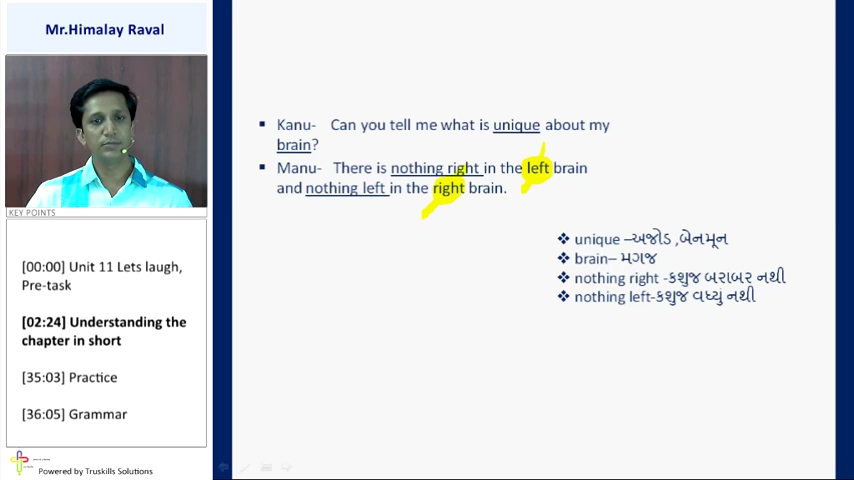 Mr.Himalay Raval
KEY POINTS
[00:00] Unit 11 Lets laugh,
Pre-task
[02:24] Understanding the
chapter in short
[35:03] Practice
[36:05] Grammar
Powered by Truskills Solutions
▪ Kanu- Can you tell me what is unique about my
brain?
▪ Manu- There is nothing right in the left brain
and nothing left in the right brain.
❖ unique –અજોડ ,બેનમૂન
❖ brain– મગજ
❖ nothing right -કશુજ બરાબર નથી
❖ nothing left-કશુજ વધ્યું નથી